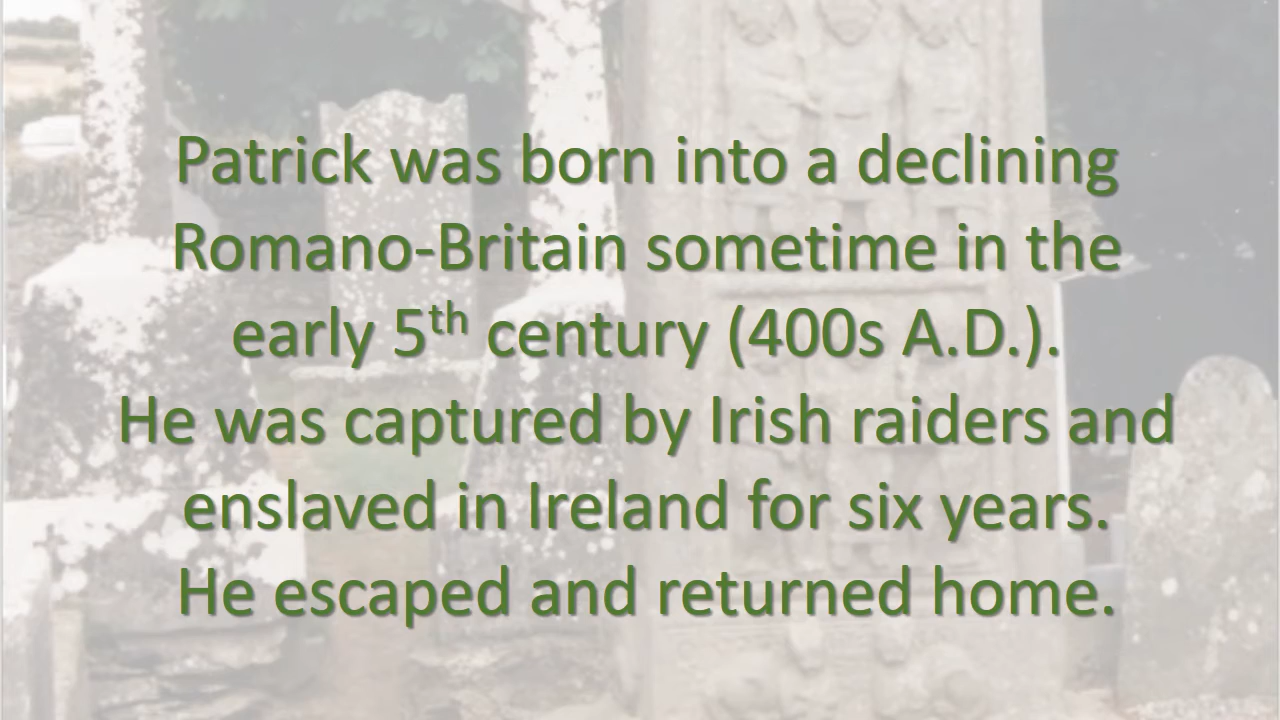 Patrick was born into a declining
Romano-Britain sometime in the
early 5th century (400s A.D.).
He was captured by Irish raiders and
enslaved in Ireland for six years.
He escaped and returned home.